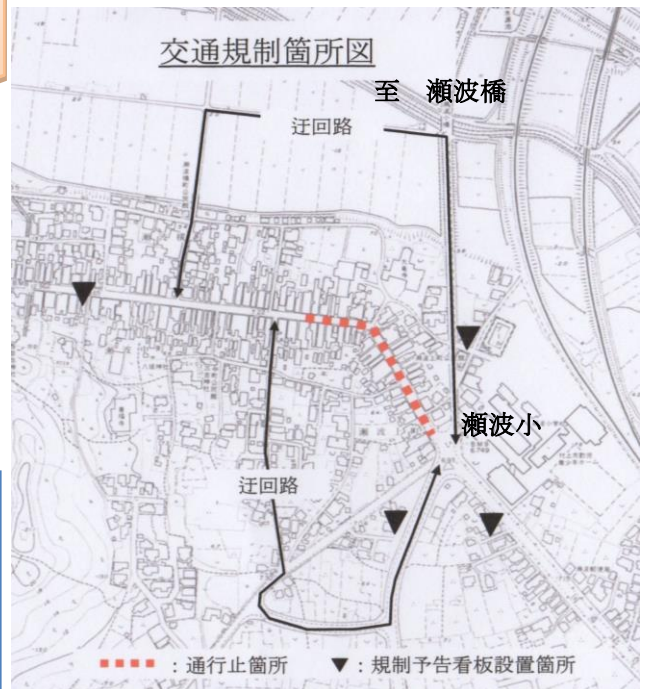 交通規制箇所図
至　瀬波橋
迂回路
瀬波小
迂回路
：通行止箇所　▼：規制予告看板設置箇所